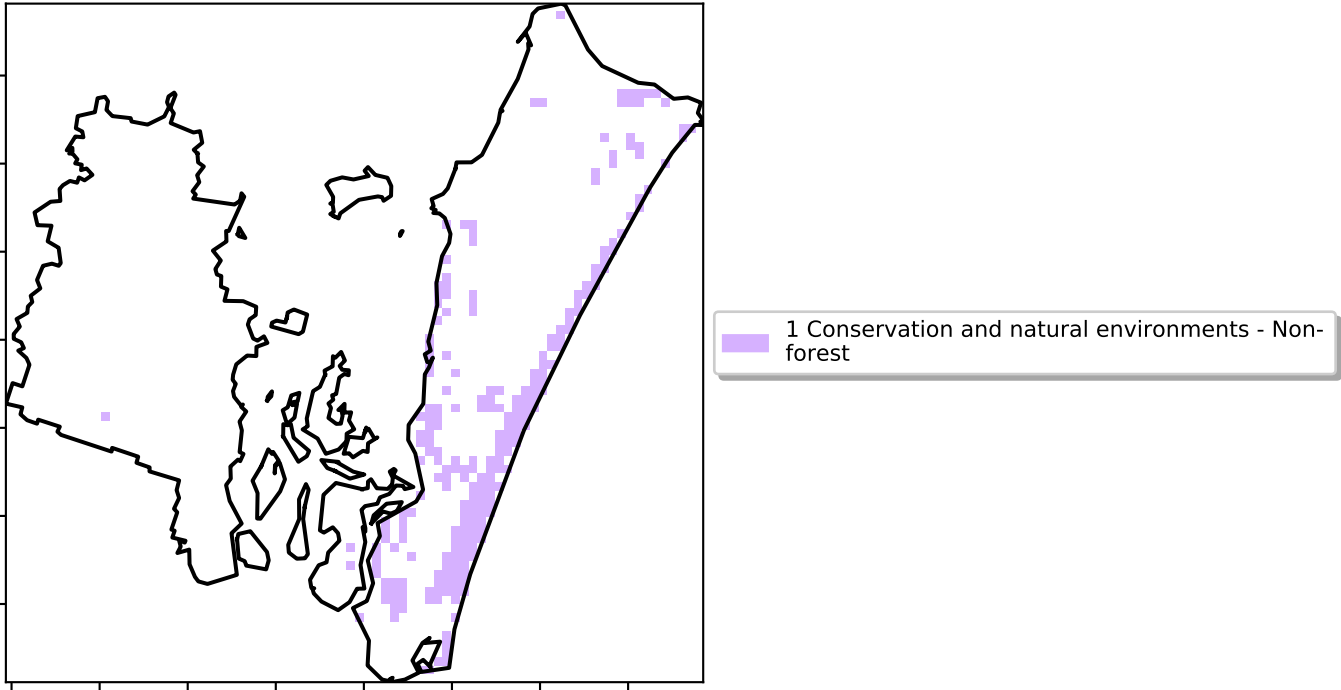 1 Conservation and natural environments - Non-
forest